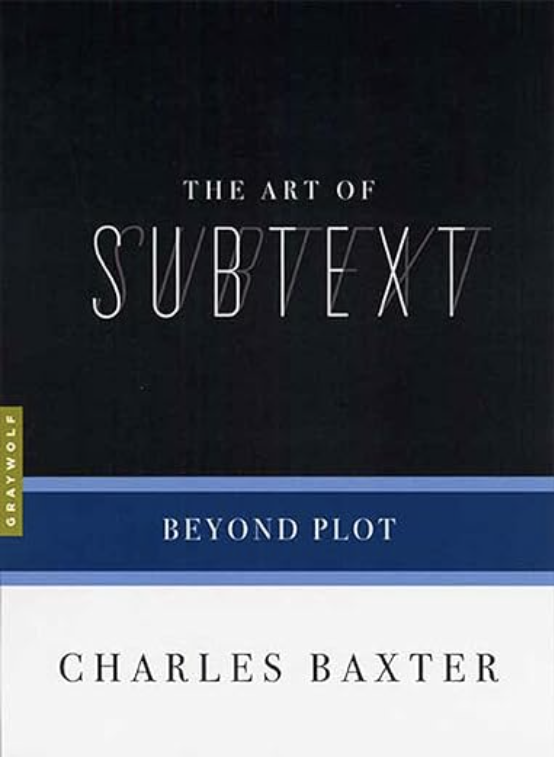 THE ART OF
SUBTEXT
GRAYWOLF
BEYOND PLOT
CHARLES BAXTER